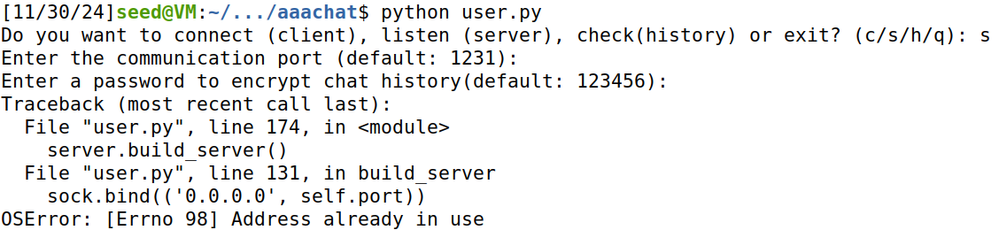 [11/30/24]seed@VM:~/.../aaachat$ python user.py
Do you want to connect (client), listen (server), check(history) or exit? (c/s/h/q): s
Enter the communication port (default: 1231):
Enter a password to encrypt chat history(default: 123456):
Traceback (most recent call last):
  File "user.py", line 174, in <module>
    server.build_server()
  File "user.py", line 131, in build_server
    sock.bind(('0.0.0.0', self.port))
OSError: [Errno 98] Address already in use